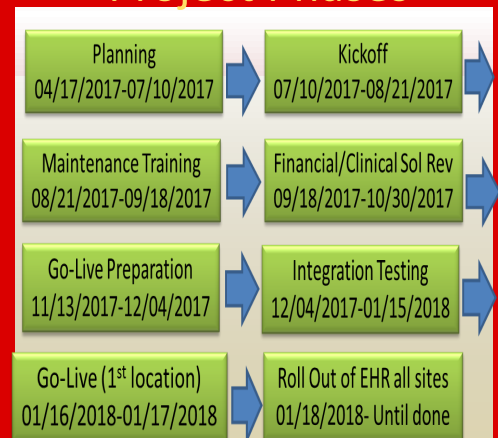 Project Phases
Planning
04/17/2017-07/10/2017
Kickoff
07/10/2017-08/21/2017
Maintenance Training
08/21/2017-09/18/2017
Financial/Clinical Sol Rev
09/18/2017-10/30/2017
Go-Live Preparation
11/13/2017-12/04/2017
Integration Testing
12/04/2017-01/15/2018
Go-Live (1st location)
01/16/2018-01/17/2018
Roll Out of EHR all sites
01/18/2018- Until done